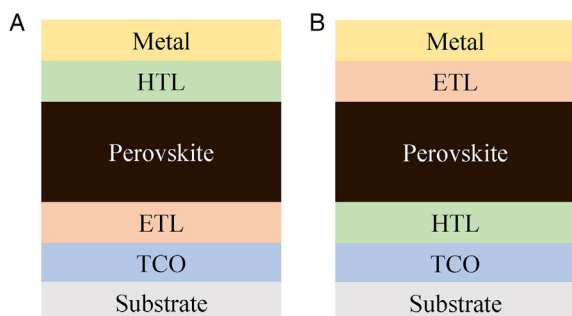 A
Metal
HTL
Perovskite
ETL
TCO
Substrate
B
Metal
ETL
Perovskite
HTL
TCO
Substrate